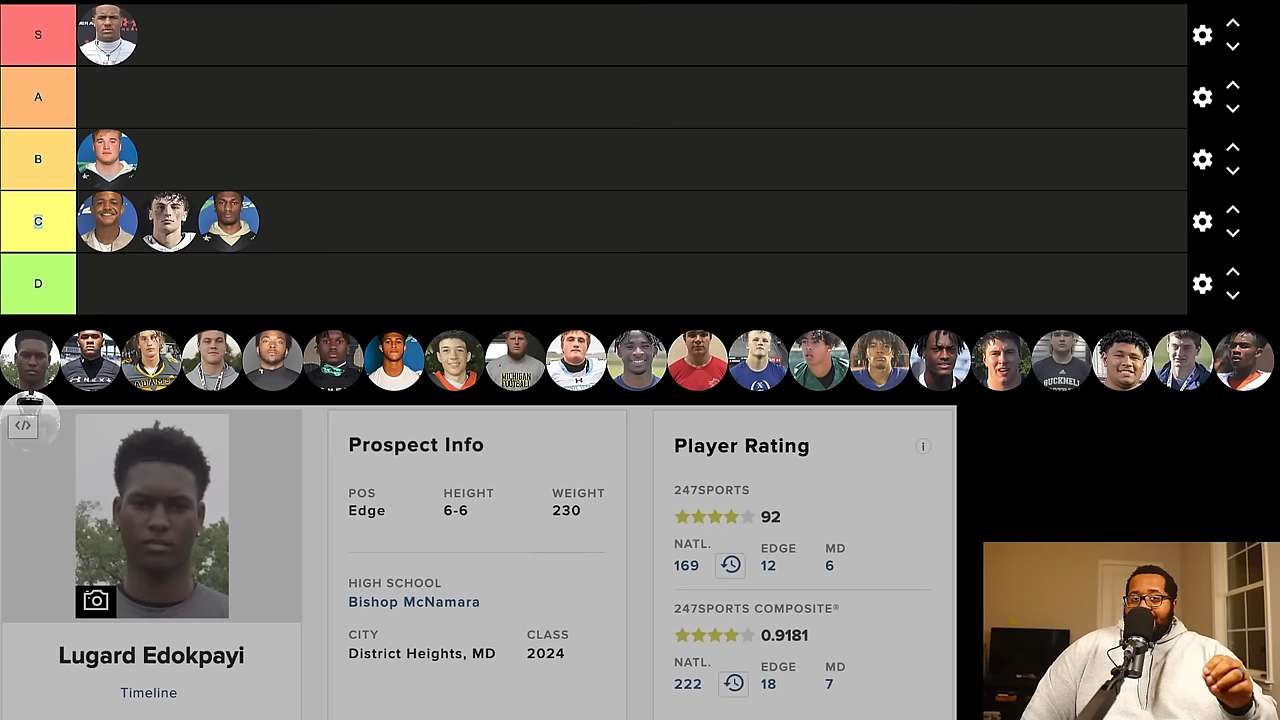 S
A
B
C
D
MICHIGAN
BUCKNELL
</>
Prospect Info
POS HEIGHT WEIGHT
Edge 6-6 230
HIGH SCHOOL
Bishop McNamara
CITY CLASS
District Heights, MD 2024
Lugard Edokpayi
Timeline
Player Rating
i
247SPORTS
92
NATL. EDGE MD
169 12 6
247SPORTS COMPOSITE®
0.9181
NATL. EDGE MD
222 18 7